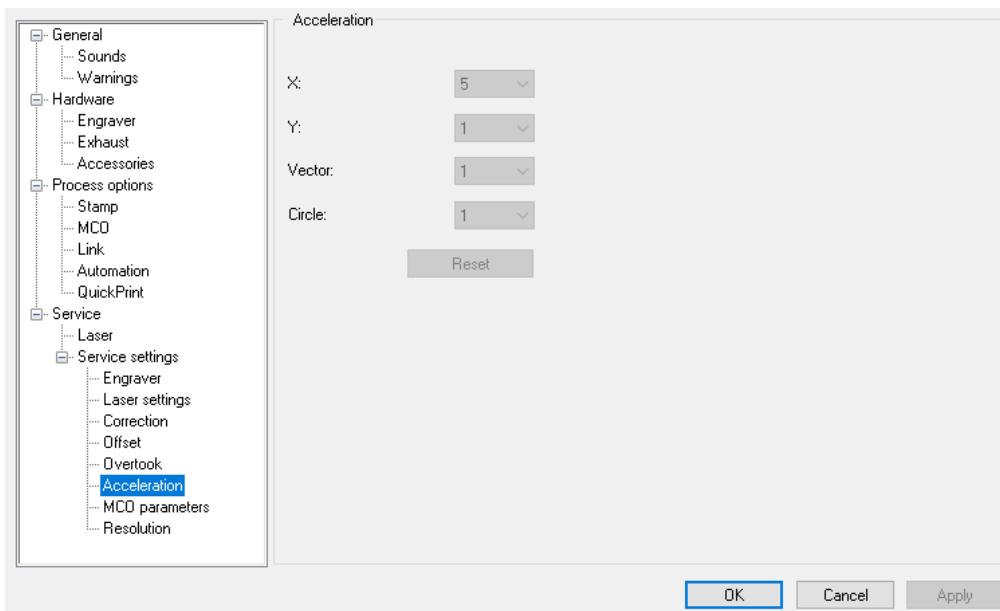 General
Sounds
Warnings
Hardware
Engraver
Exhaust
Accessories
Process options
Stamp
MCO
Link
Automation
QuickPrint
Service
Laser
Service settings
Engraver
Laser settings
Correction
Offset
Overtook
Acceleration
MCO parameters
Resolution
Acceleration
X: 5
Y: 1
Vector: 1
Circle: 1
Reset
OK Cancel Apply